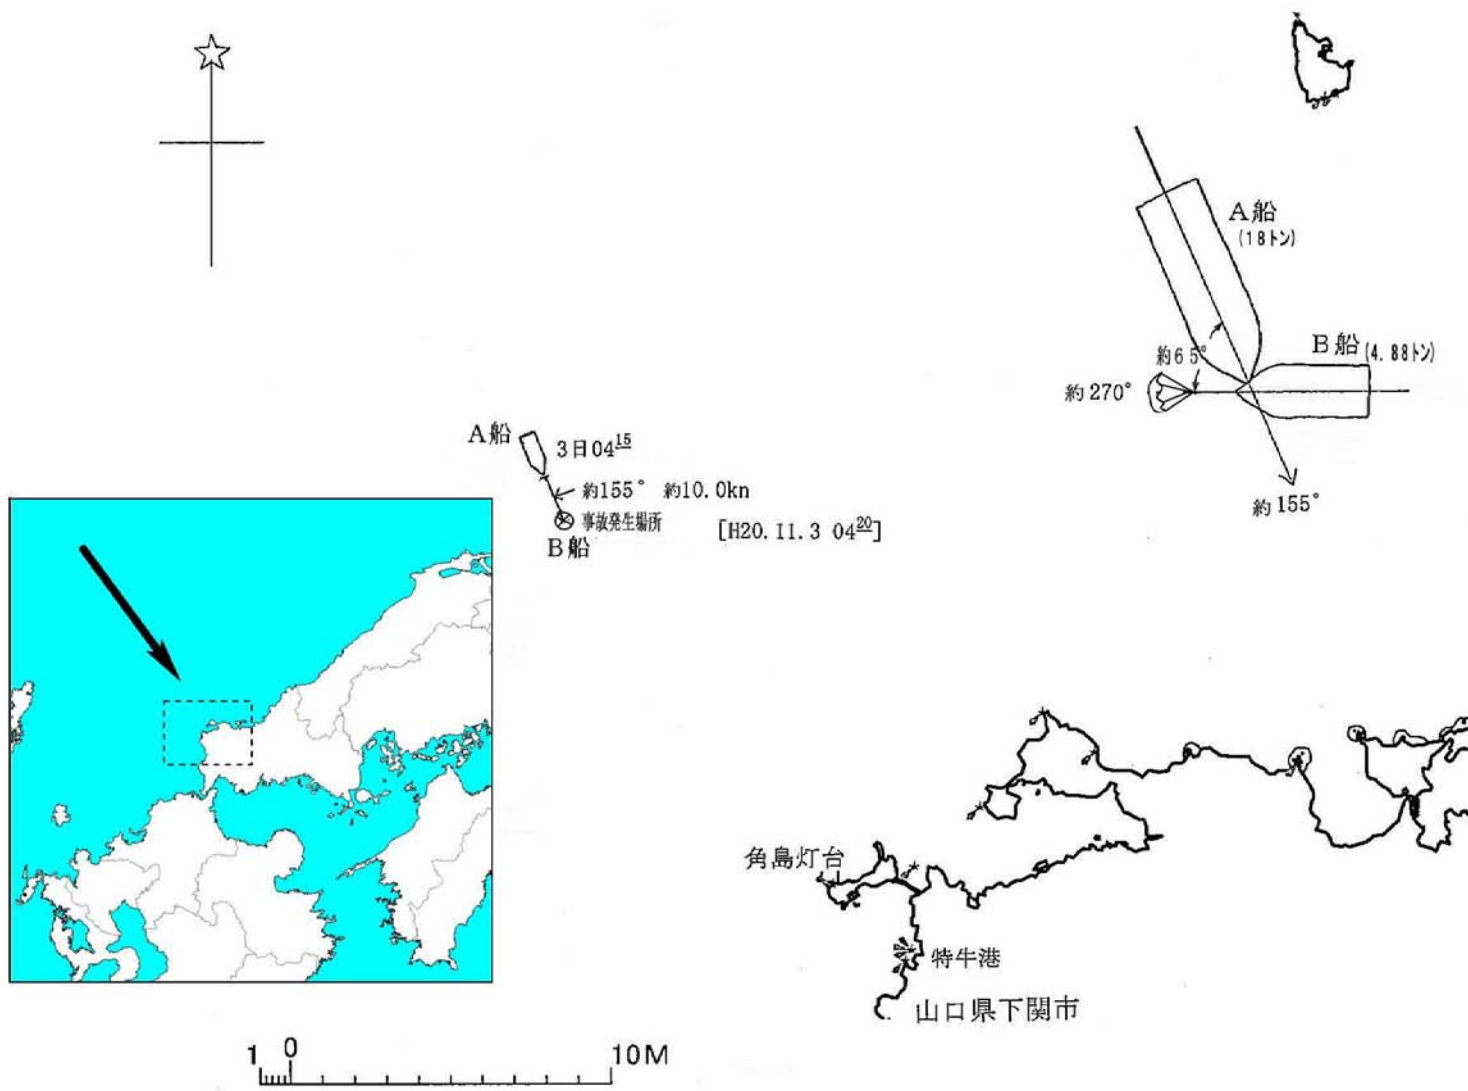 A船
(18トン)
B船(4.88トン)
約65°
約270°
約155°
A船
3日0415
約155° 約10.0kn
事故発生場所
[H20.11.3 0420]
B船
角島灯台
特牛港
山口県下関市
1 0 10M